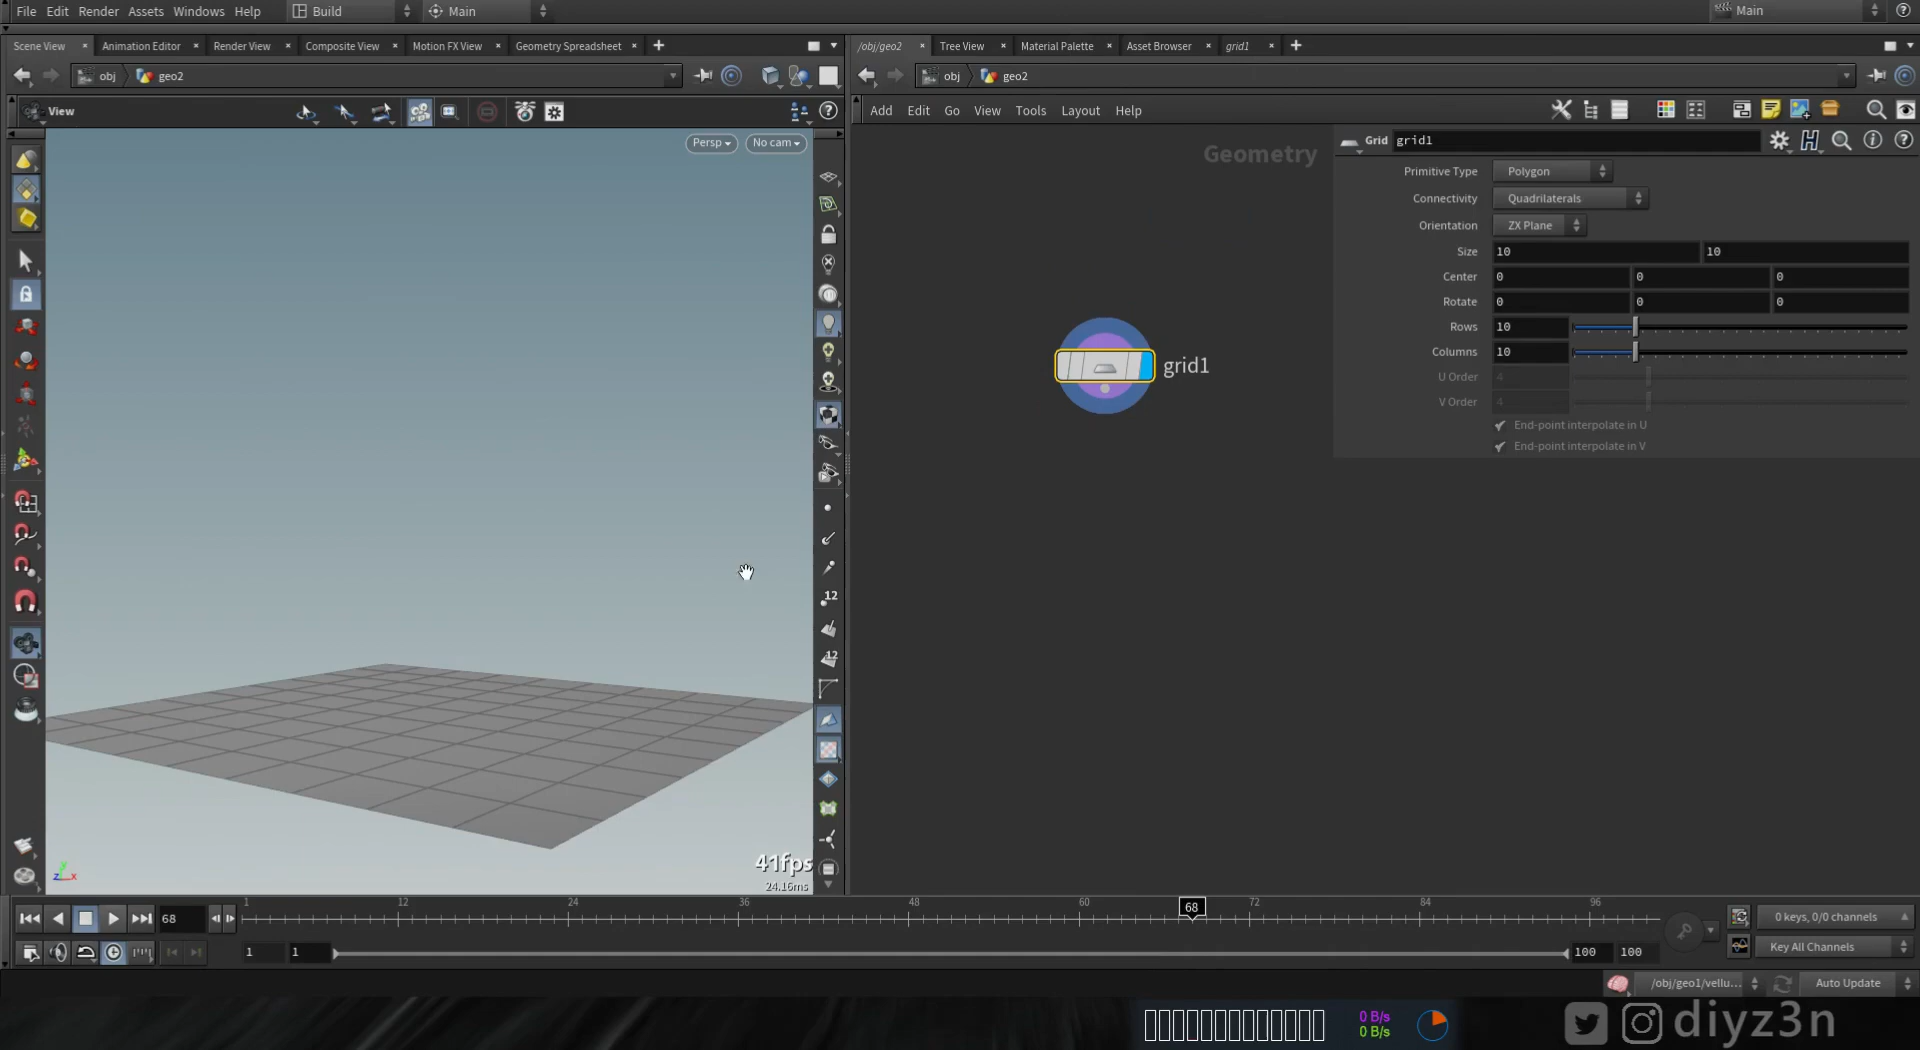 File Edit Render Assets Windows Help Build Main Main
Scene View Animation Editor Render View Composite View Motion FX View Geometry Spreadsheet
/obj/geo2 Tree View Material Palette Asset Browser grid1
obj geo2
obj geo2
View
Add Edit Go View Tools Layout Help
Persp No cam
Geometry
Grid grid1
Primitive Type Polygon
Connectivity Quadrilaterals
Orientation ZX Plane
Size 10 10
Center 0 0 0
Rotate 0 0 0
Rows 10
Columns 10
U Order 4
V Order 4
End-point interpolate in U
End-point interpolate in V
grid1
12
12
y
z x
41fps
24.16ms
68 1 12 24 36 48 60 68 72 84 96
0 keys, 0/0 channels
1 1 100 100
Key All Channels
/obj/geo1/vellu... Auto Update
0 B/s
0 B/s
diyz3n